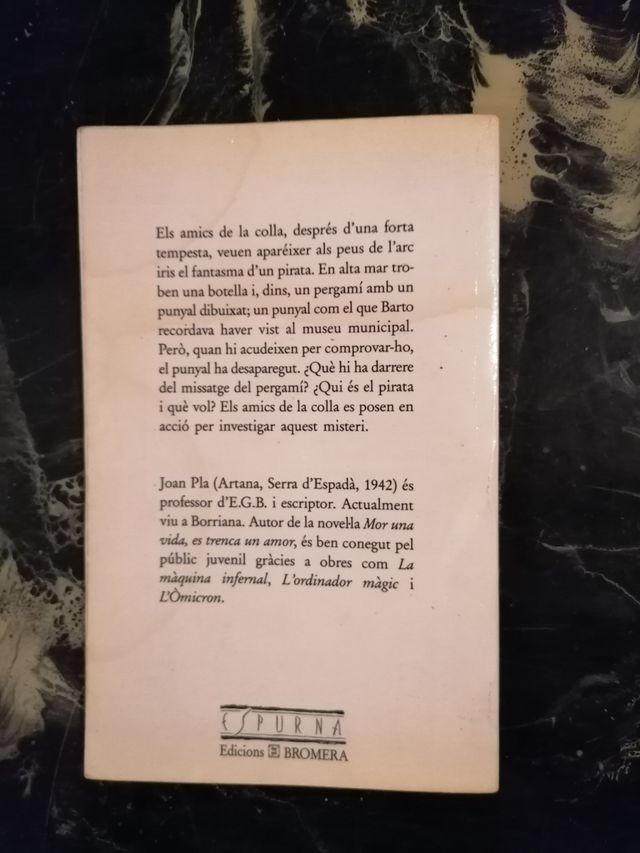 Els amics de la colla, després d'una forta
tempesta, veuen aparéixer als peus de l'arc
iris el fantasma d'un pirata. En alta mar tro-
ben una botella i, dins, un pergamí amb un
punyal dibuixat; un punyal com el que Barto
recordava haver vist al museu municipal.
Però, quan hi acudeixen per comprovar-ho,
el punyal ha desaparegut. ¿Què hi ha darrere
del missatge del pergamí? ¿Qui és el pirata
i què vol? Els amics de la colla es posen en
acció per investigar aquest misteri.
Joan Pla (Artana, Serra d'Espadà, 1942) és
professor d'E.G.B. i escriptor. Actualment
viu a Borriana. Autor de la novel·la Mor una
vida, es trenca un amor, és ben conegut pel
públic juvenil gràcies a obres com La
màquina infernal, L'ordinador màgic i
L'Òmicron.
ESPURNA
Edicions BROMERA